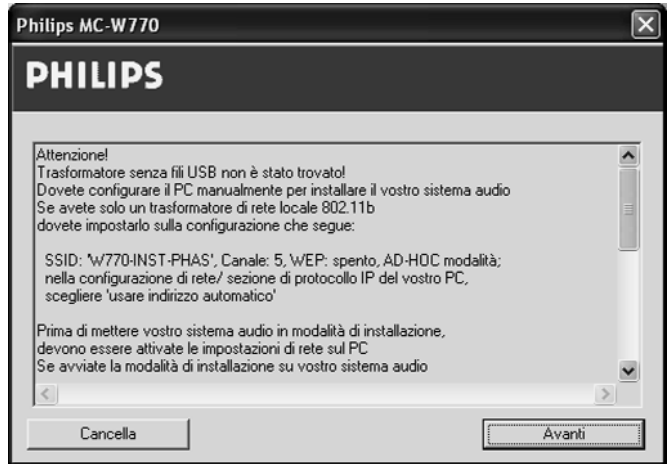 Philips MC-W770
PHILIPS
Attenzione!
Trasformatore senza fili USB non è stato trovato!
Dovete configurare il PC manualmente per installare il vostro sistema audio
Se avete solo un trasformatore di rete locale 802.11b
dovete impostarlo sulla configurazione che segue:
SSID: 'W770-INST-PHAS', Canale: 5, WEP: spento, AD-HOC modalità;
nella configurazione di rete/ sezione di protocollo IP del vostro PC,
scegliere 'usare indirizzo automatico'
Prima di mettere vostro sistema audio in modalità di installazione,
devono essere attivate le impostazioni di rete sul PC
Se avviate la modalità di installazione su vostro sistema audio
Cancella
Avanti